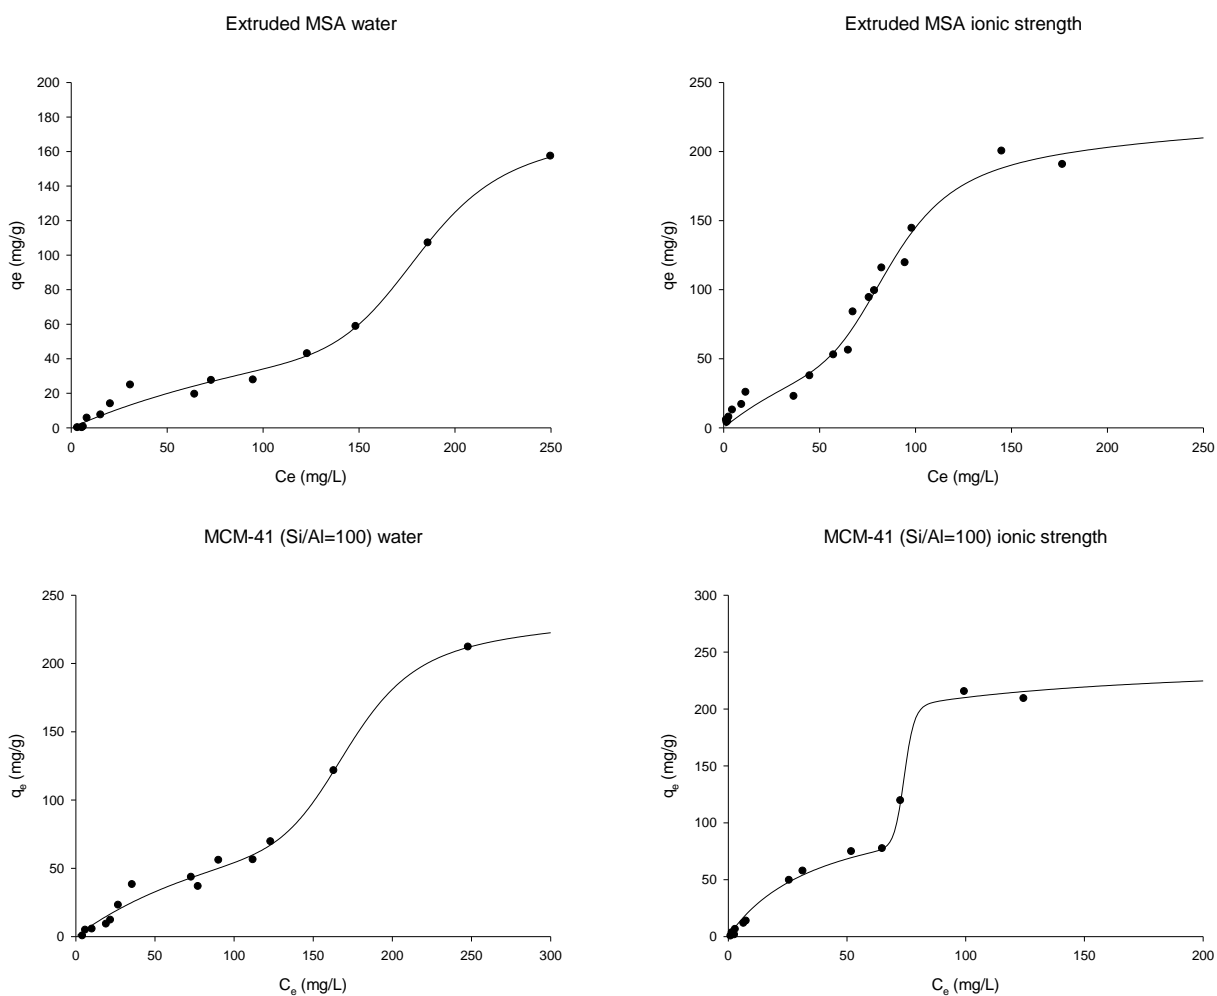 Extruded MSA water
Extruded MSA ionic strength
200
180
160
140
120
100
80
60
40
20
0
qe (mg/g)
0 50 100 150 200 250
Ce (mg/L)
250
200
150
100
50
0
qe (mg/g)
0 50 100 150 200 250
Ce (mg/L)
MCM-41 (Si/Al=100) water
MCM-41 (Si/Al=100) ionic strength
250
200
150
100
50
0
qe (mg/g)
0 50 100 150 200 250 300
Ce (mg/L)
300
250
200
150
100
50
0
qe (mg/g)
0 50 100 150 200
Ce (mg/L)